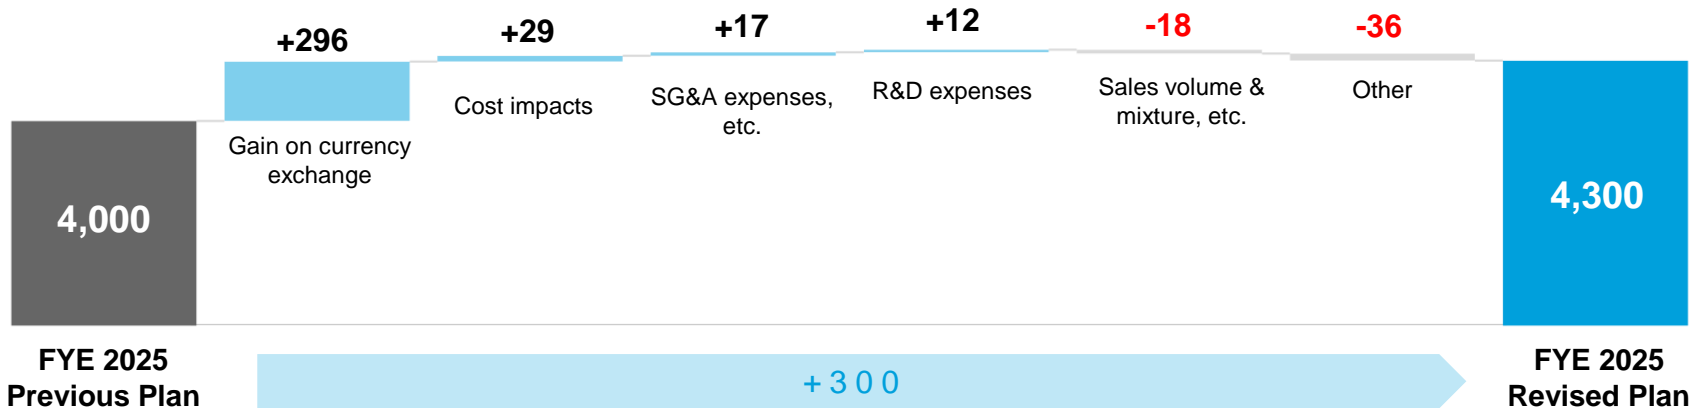 +296
+29
+17
+12
-18
-36
Gain on currency
exchange
Cost impacts
SG&A expenses,
etc.
R&D expenses
Sales volume &
mixture, etc.
Other
4,000
4,300
FYE 2025
Previous Plan
+300
FYE 2025
Revised Plan